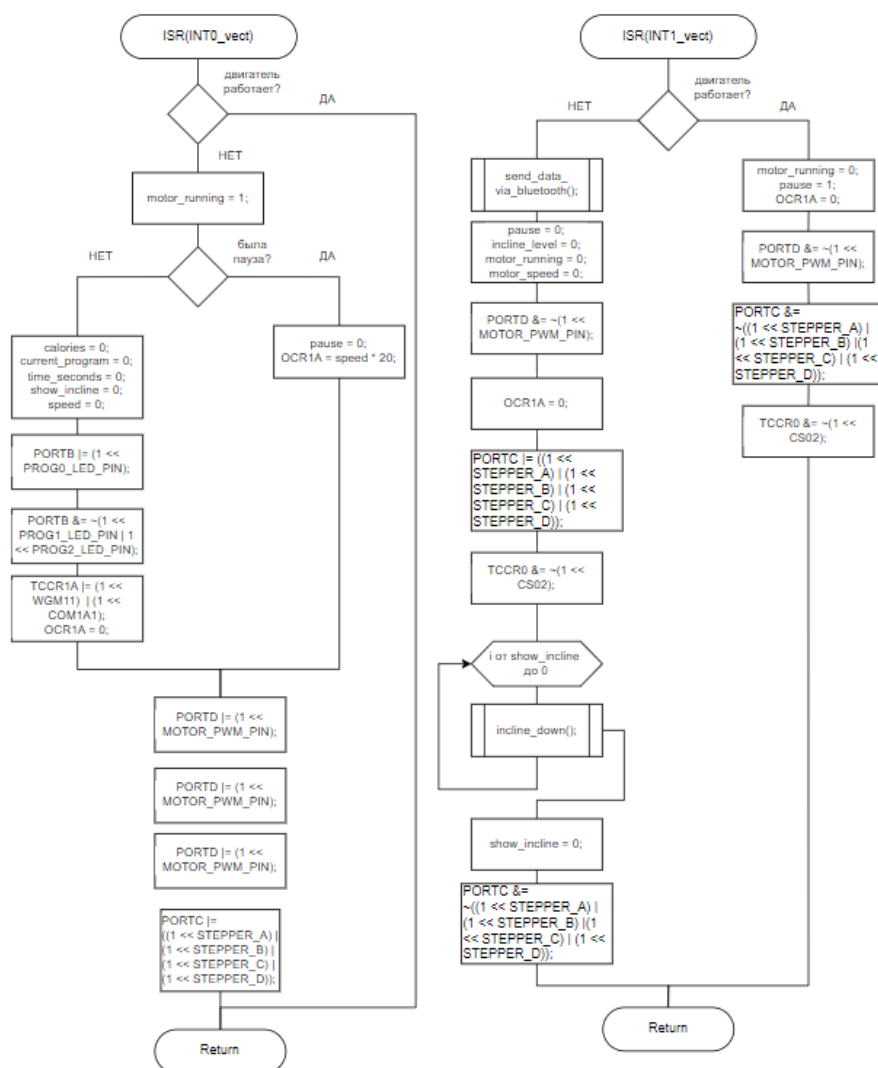 ISR(INT0_vect)
двигатель
работает?
ДА
НЕТ
motor_running = 1;
была
пауза?
НЕТ
ДА
calories = 0;
current_program = 0;
time_seconds = 0;
show_incline = 0;
speed = 0;
pause = 0;
OCR1A = speed * 20;
PORTB |= (1 <<
PROG0_LED_PIN);
PORTB &= ~(1 <<
PROG1_LED_PIN | 1
<< PROG2_LED_PIN);
TCCR1A |= (1 <<
WGM11) | (1 <<
COM1A1);
OCR1A = 0;
PORTD |= (1 <<
MOTOR_PWM_PIN);
PORTD |= (1 <<
MOTOR_PWM_PIN);
PORTD |= (1 <<
MOTOR_PWM_PIN);
PORTC |=
((1 << STEPPER_A) |
(1 << STEPPER_B) |
(1 << STEPPER_C) |
(1 << STEPPER_D));
Return
ISR(INT1_vect)
двигатель
работает?
НЕТ
ДА
send_data_
via_bluetooth();
pause = 0;
incline_level = 0;
motor_running = 0;
motor_speed = 0;
PORTD &= ~(1 <<
MOTOR_PWM_PIN);
OCR1A = 0;
PORTC |= ((1 <<
STEPPER_A) | (1 <<
STEPPER_B) | (1 <<
STEPPER_C) | (1 <<
STEPPER_D));
TCCR0 &= ~(1 <<
CS02);
i от show_incline
до 0
incline_down();
show_incline = 0;
PORTC &=
~((1 << STEPPER_A) |
(1 << STEPPER_B) |(1
<< STEPPER_C) | (1 <<
STEPPER_D));
motor_running = 0;
pause = 1;
OCR1A = 0;
PORTD &= ~(1 <<
MOTOR_PWM_PIN);
PORTC &=
~((1 << STEPPER_A) |
(1 << STEPPER_B) |(1
<< STEPPER_C) | (1 <<
STEPPER_D));
TCCR0 &= ~(1 <<
CS02);
Return